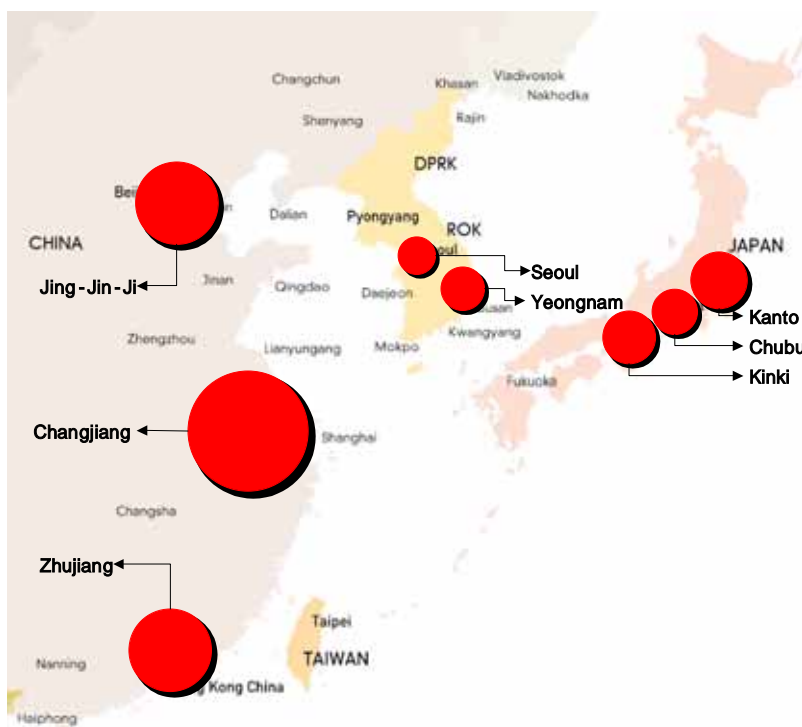 Changchun
Khasan
Vladivostok
Nakhodka
Shenyang
Rajin
DPRK
Dalian
Pyongyang
ROK
CHINA
JAPAN
Jing-Jin-Ji
Jinan
Qingdao
Daejeon
Seoul
Yeongnam
Kanto
Zhengzhou
Lianyungang
Mokpo
Kwangyang
Chubu
Fukuoka
Kinki
Changjiang
Shanghai
Changsha
Zhujiang
Taipei
TAIWAN
Nanning
Kong China
Haiphong